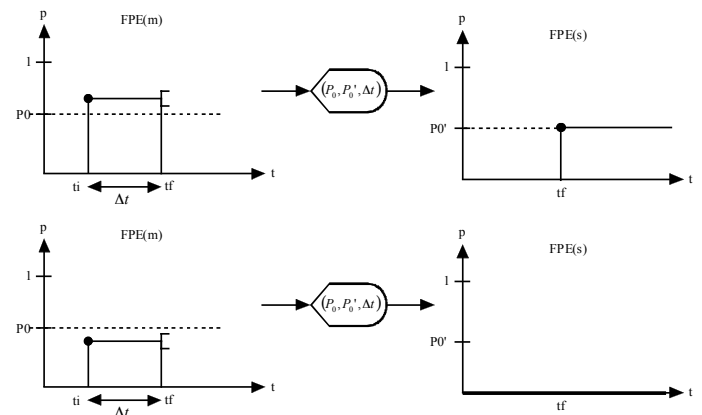 p
FPE(m)
1
P0
ti
Δt
tf
t
(P₀, P₀', Δt)
p
FPE(s)
1
P0'
tf
t
p
FPE(m)
1
P0
ti
Δt
tf
t
(P₀, P₀', Δt)
p
FPE(s)
1
P0'
tf
t